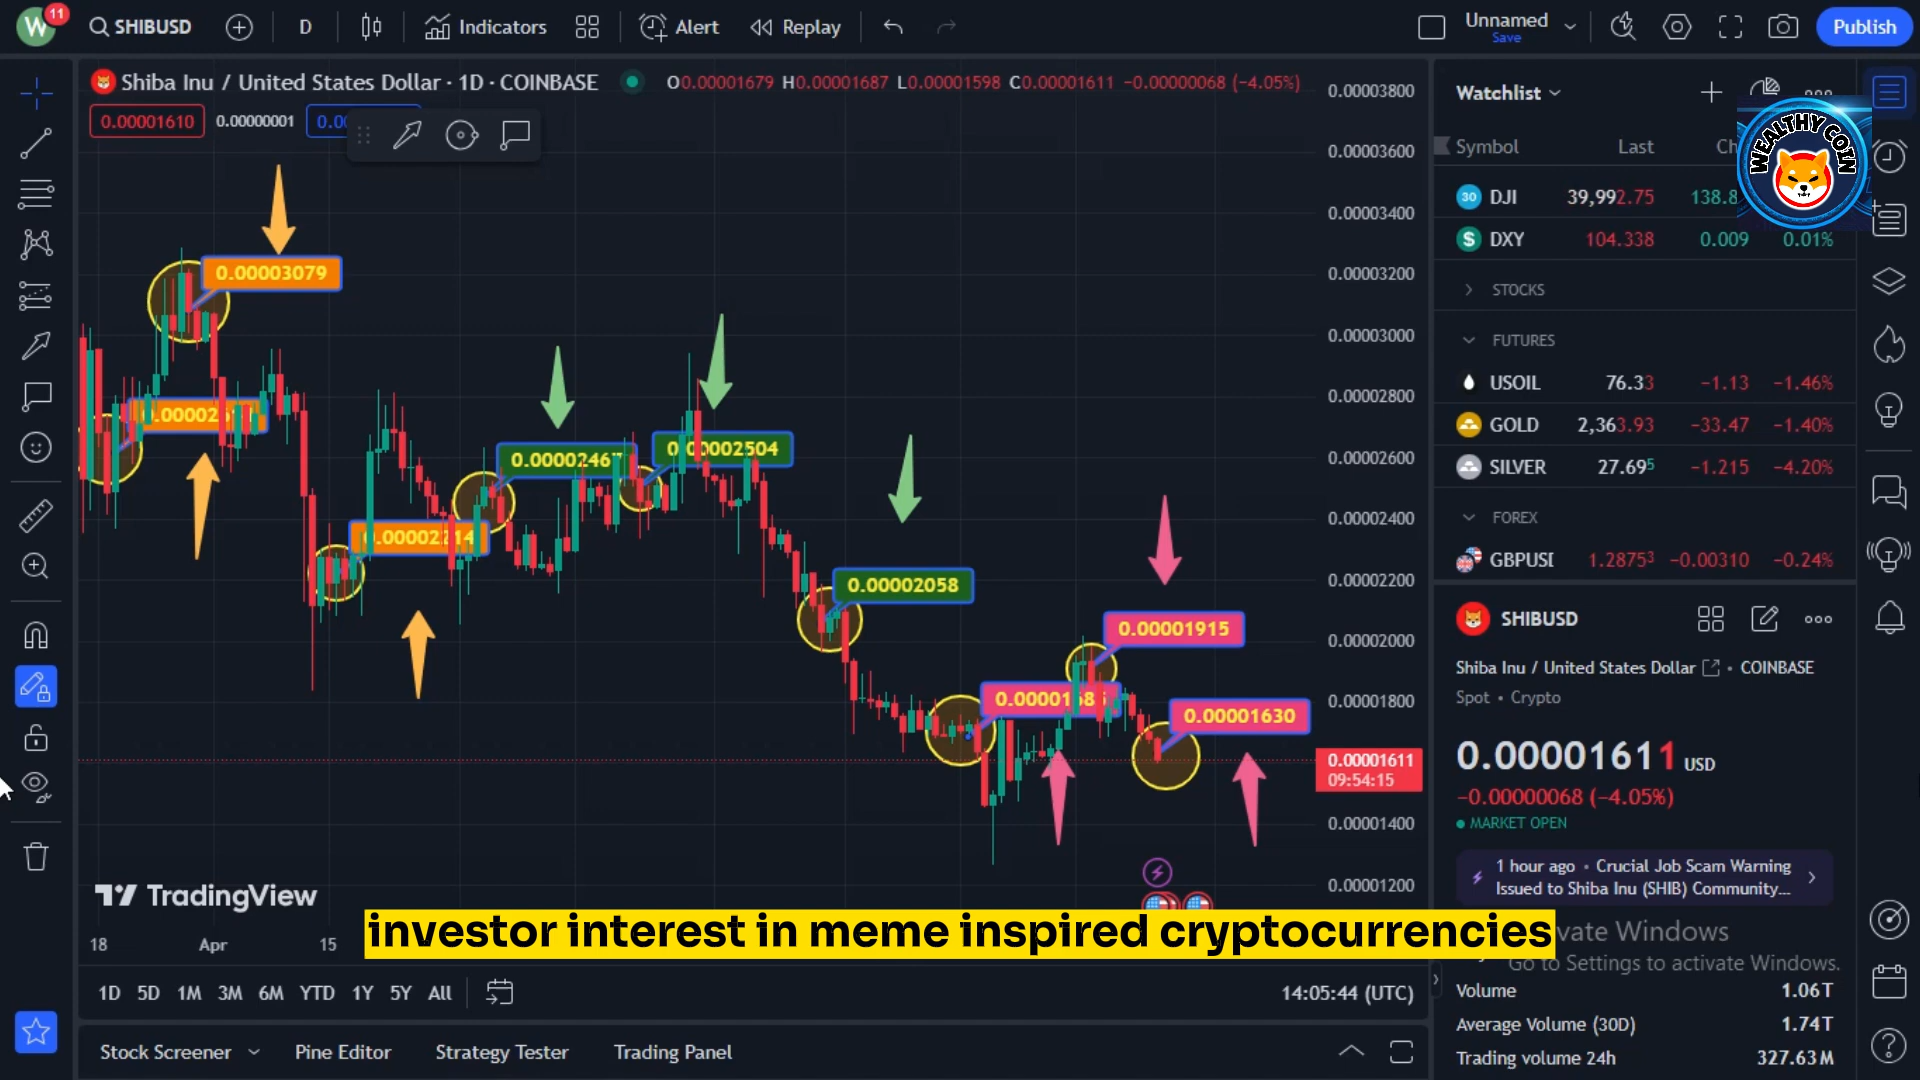 W
11
SHIBUSD
D
Indicators
Alert
Replay
Unnamed
Save
Publish
Shiba Inu / United States Dollar · 1D · COINBASE
O0.00001679 H0.00001687 L0.00001598 C0.00001611 −0.00000068 (−4.05%)
0.00001610
0.00000001
0.00003079
0.00002214
0.00002504
0.00002058
0.00001915
0.00001630
0.00003800
0.00003600
0.00003400
0.00003200
0.00003000
0.00002800
0.00002600
0.00002400
0.00002200
0.00002000
0.00001800
0.00001611
09:54:15
0.00001400
0.00001200
TradingView
investor interest in meme inspired cryptocurrencies
18
Apr
15
1D 5D 1M 3M 6M YTD 1Y 5Y All
14:05:44 (UTC)
Stock Screener
Pine Editor
Strategy Tester
Trading Panel
Watchlist
WEALTHY COIN
Symbol Last
30 DJI 39,992.75
$ DXY 104.338 0.009 0.01%
STOCKS
FUTURES
USOIL 76.33 −1.13 −1.46%
GOLD 2,363.93 −33.47 −1.40%
SILVER 27.695 −1.215 −4.20%
FOREX
1.28753 −0.00310 −0.24%
SHIBUSD
Shiba Inu / United States Dollar • COINBASE
Spot • Crypto
0.00001611 USD
−0.00000068 (−4.05%)
MARKET OPEN
1 hour ago • Crucial Job Scam Warning
Issued to Shiba Inu (SHIB) Community...
Windows
Go to Settings to activate Windows.
Volume 1.06T
Average Volume (30D) 1.74T
Trading volume 24h 327.63M